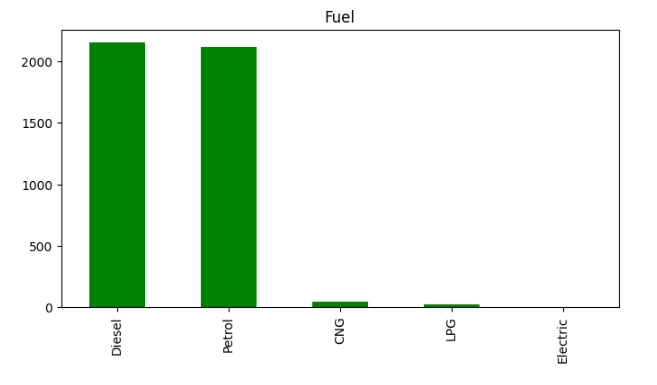 Fuel
2000
1500
1000
500
0
Diesel
Petrol
CNG
LPG
Electric